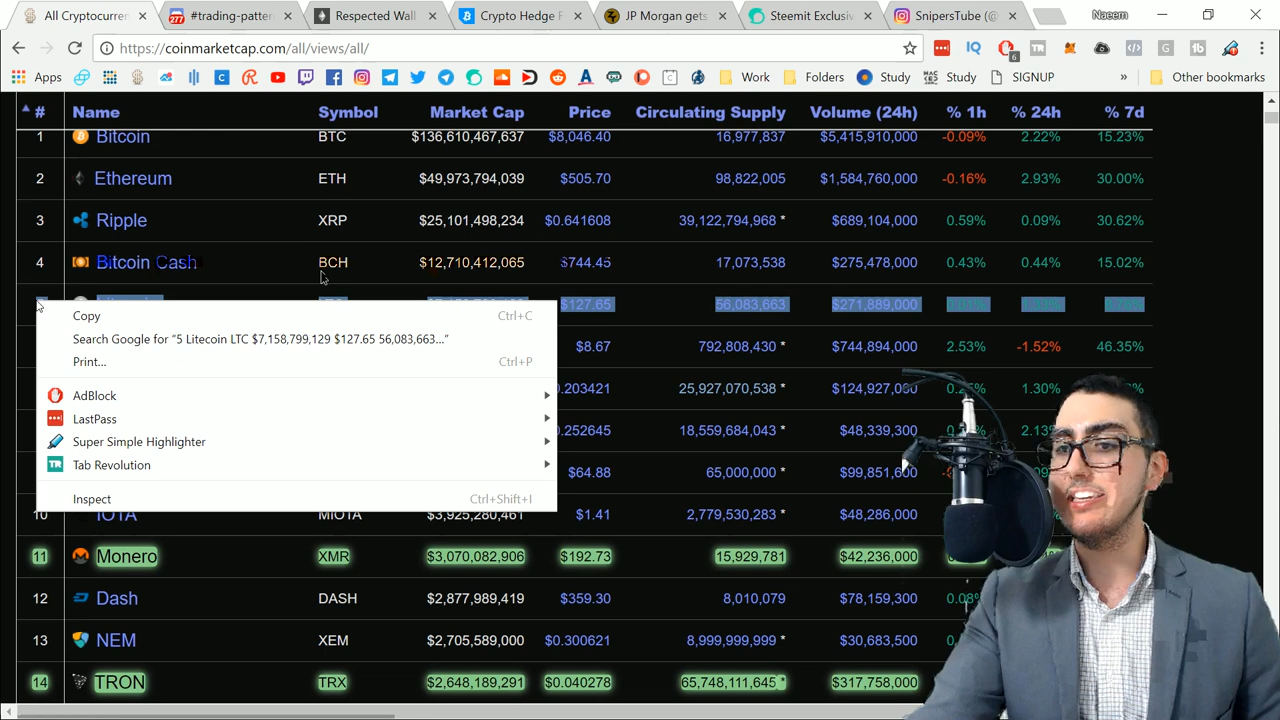 All Cryptocurren
#trading-patter
Respected Wall
Crypto Hedge F
JP Morgan gets
Steemit Exclusiv
SnipersTube (@
Naeem
https://coinmarketcap.com/all/views/all/
Apps
Work
Folders
Study
Study
SIGNUP
»
Other bookmarks
# Name Symbol Market Cap Price Circulating Supply Volume (24h) % 1h % 24h % 7d
1 Bitcoin BTC $136,610,467,637 $8,046.40 16,977,837 $5,415,910,000 -0.09% 2.22% 15.23%
2 Ethereum ETH $49,973,794,039 $505.70 98,822,005 $1,584,760,000 -0.16% 2.93% 30.00%
3 Ripple XRP $25,101,498,234 $0.641608 39,122,794,968 * $689,104,000 0.59% 0.09% 30.62%
4 Bitcoin Cash BCH $12,710,412,065 $744.45 17,073,538 $275,478,000 0.43% 0.44% 15.02%
$127.65 56,083,663 $271,889,000
Copy Ctrl+C
Search Google for “5 Litecoin LTC $7,158,799,129 $127.65 56,083,663...”
Print... Ctrl+P
AdBlock
LastPass
Super Simple Highlighter
Tab Revolution
Inspect Ctrl+Shift+I
$8.67 792,808,430 * $744,894,000 2.53% -1.52% 46.35%
.203421 25,927,070,538 * $124,927,0 1.30%
.252645 18,559,684,043 * $48,339,300 2.13
$64.88 65,000,000 * $99,851,600
10 IOTA MIOTA $3,925,280,461 $1.41 2,779,530,283 * $48,286,000
11 Monero XMR $3,070,082,906 $192.73 15,929,781 $42,236,000
12 Dash DASH $2,877,989,419 $359.30 8,010,079 $78,159,300 0.08%
13 NEM XEM $2,705,589,000 $0.300621 8,999,999,999 * $30,683,500
14 TRON TRX $2,648,189,291 $0.040278 65,748,111,645 * $317,758,000